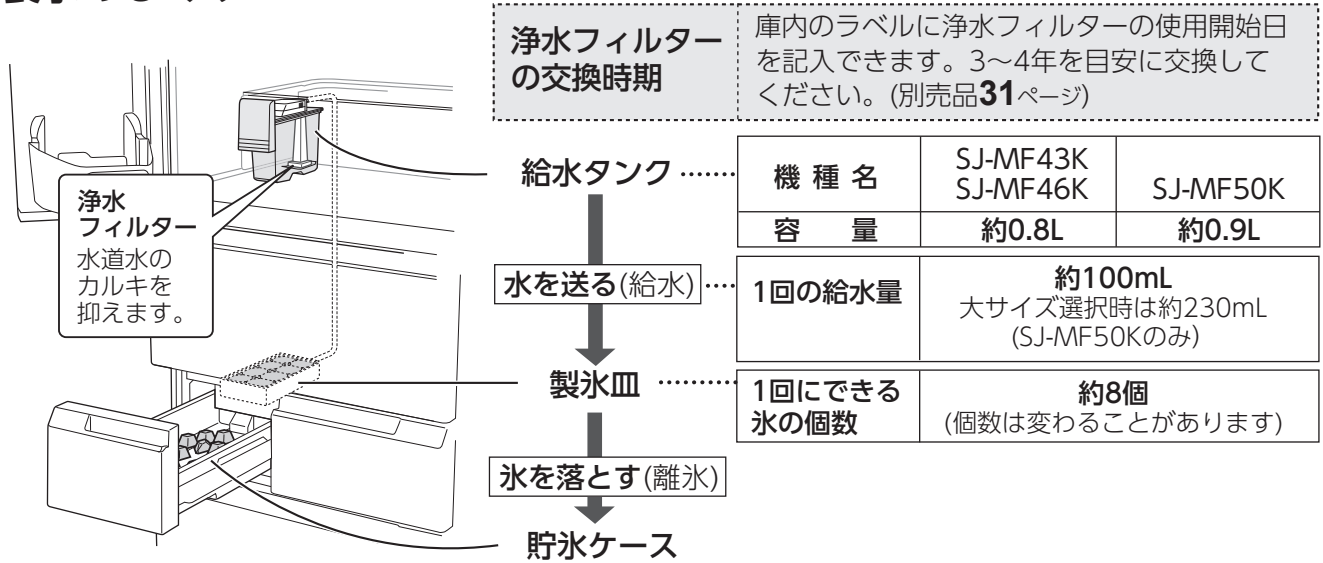 浄水フィルター
の交換時期
庫内のラベルに浄水フィルターの使用開始日
を記入できます。3～4年を目安に交換して
ください。(別売品31ページ)
浄水
フィルター
水道水の
カルキを
抑えます。
給水タンク
機種名
SJ-MF43K
SJ-MF46K
SJ-MF50K
容量
約0.8L
約0.9L
水を送る(給水)
1回の給水量
約100mL
大サイズ選択時は約230mL
(SJ-MF50Kのみ)
製氷皿
1回にできる
氷の個数
約8個
(個数は変わることがあります)
氷を落とす(離氷)
貯氷ケース